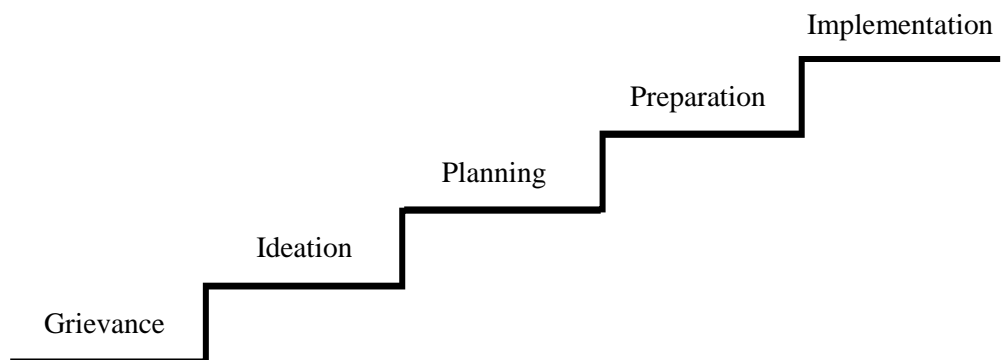 Implementation
Preparation
Planning
Ideation
Grievance